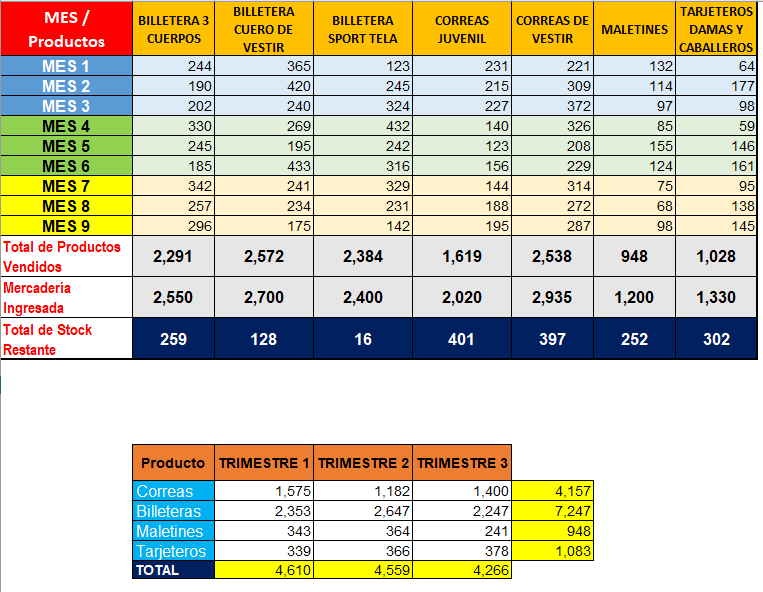 MES / Productos BILLETERA 3 CUERPOS BILLETERA CUERO DE VESTIR BILLETERA SPORT TELA CORREAS JUVENIL CORREAS DE VESTIR MALETINES TARJETEROS DAMAS Y CABALLEROS
MES 1 244 365 123 231 221 132 64
MES 2 190 420 245 215 309 114 177
MES 3 202 240 324 227 372 97 98
MES 4 330 269 432 140 326 85 59
MES 5 245 195 242 123 208 155 146
MES 6 185 433 316 156 229 124 161
MES 7 342 241 329 144 314 75 95
MES 8 257 234 231 188 272 68 138
MES 9 296 175 142 195 287 98 145
Total de Productos Vendidos 2,291 2,572 2,384 1,619 2,538 948 1,028
Mercadería Ingresada 2,550 2,700 2,400 2,020 2,935 1,200 1,330
Total de Stock Restante 259 128 16 401 397 252 302
Producto TRIMESTRE 1 TRIMESTRE 2 TRIMESTRE 3
Correas 1,575 1,182 1,400 4,157
Billeteras 2,353 2,647 2,247 7,247
Maletines 343 364 241 948
Tarjeteros 339 366 378 1,083
TOTAL 4,610 4,559 4,266